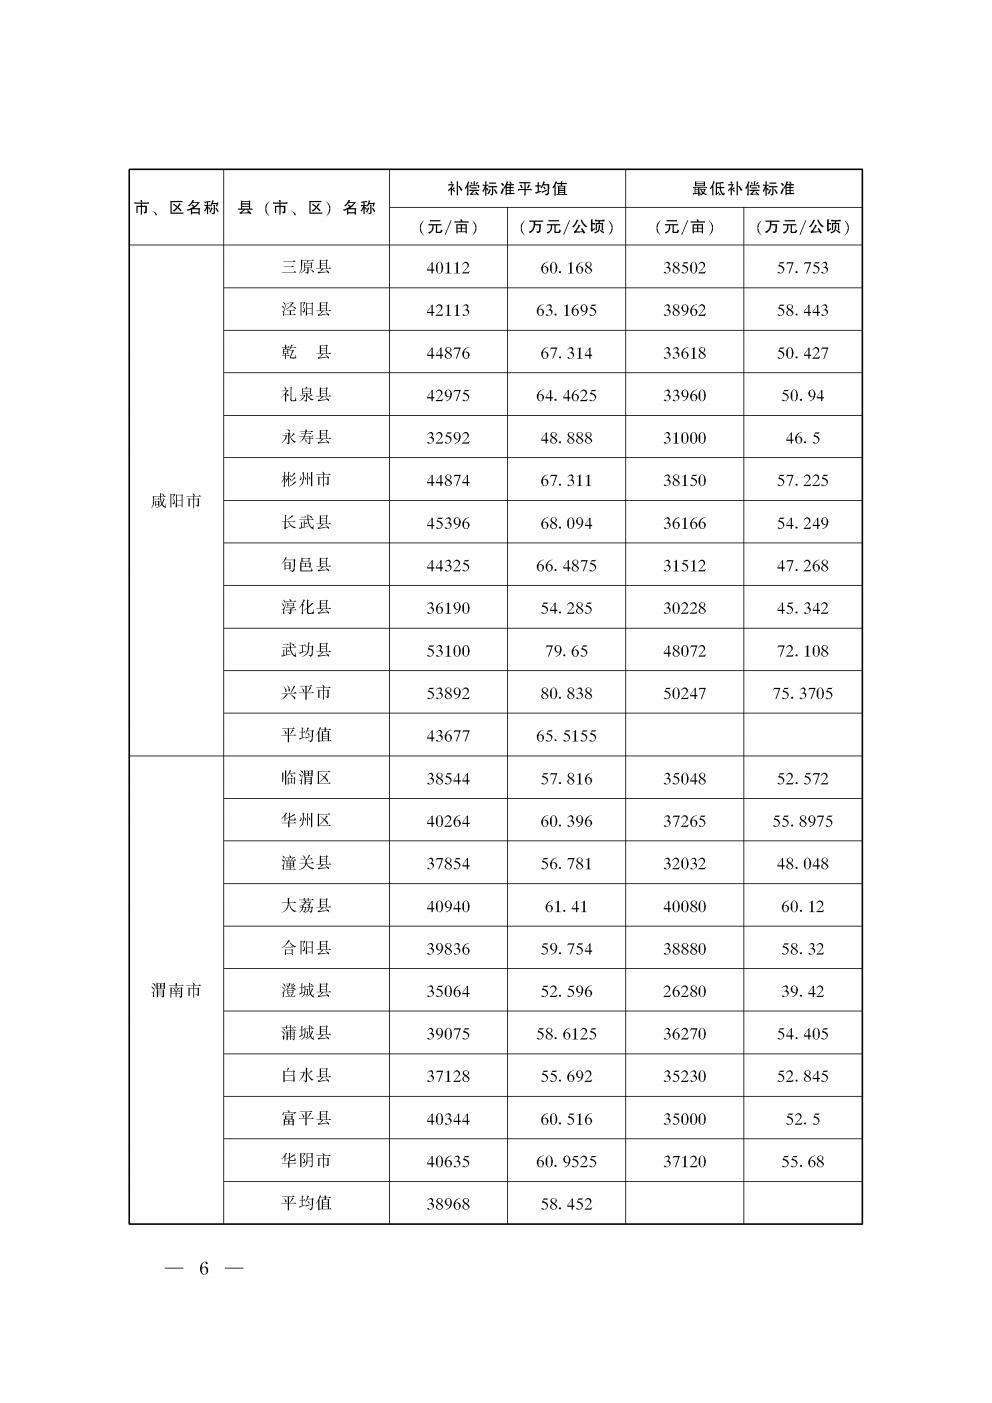 市、区名称 县（市、区）名称 补偿标准平均值 最低补偿标准
（元/亩） （万元/公顷） （元/亩） （万元/公顷）
咸阳市
三原县 40112 60.168 38502 57.753
泾阳县 42113 63.1695 38962 58.443
乾 县 44876 67.314 33618 50.427
礼泉县 42975 64.4625 33960 50.94
永寿县 32592 48.888 31000 46.5
彬州市 44874 67.311 38150 57.225
长武县 45396 68.094 36166 54.249
旬邑县 44325 66.4875 31512 47.268
淳化县 36190 54.285 30228 45.342
武功县 53100 79.65 48072 72.108
兴平市 53892 80.838 50247 75.3705
平均值 43677 65.5155
渭南市
临渭区 38544 57.816 35048 52.572
华州区 40264 60.396 37265 55.8975
潼关县 37854 56.781 32032 48.048
大荔县 40940 61.41 40080 60.12
合阳县 39836 59.754 38880 58.32
澄城县 35064 52.596 26280 39.42
蒲城县 39075 58.6125 36270 54.405
白水县 37128 55.692 35230 52.845
富平县 40344 60.516 35000 52.5
华阴市 40635 60.9525 37120 55.68
平均值 38968 58.452
— 6 —